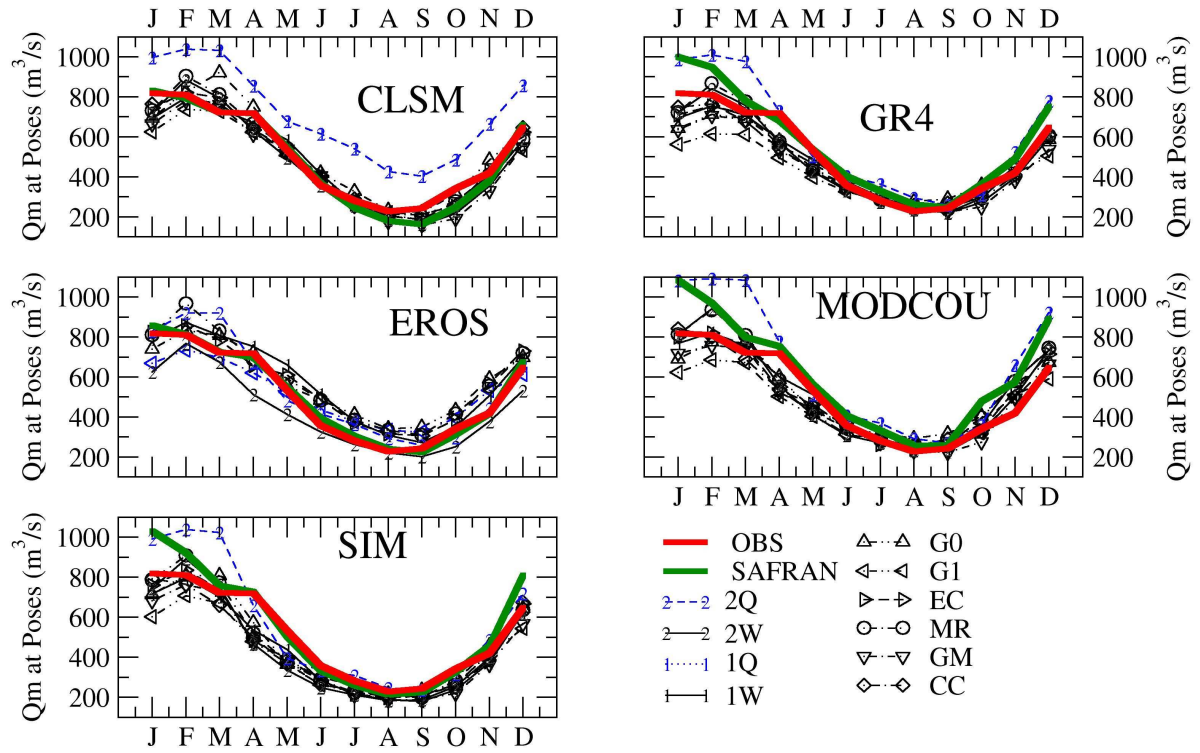 J F M A M J J A S O N D
J F M A M J J A S O N D
1000
800
600
400
200
Qm at Poses (m³/s)
CLSM
GR4
1000
800
600
400
200
Qm at Poses (m³ s)
1000
800
600
400
200
Qm at Poses (m³/s)
EROS
MODCOU
1000
800
600
400
200
Qm at Poses (m³/s)
J F M A M J J A S O N D
1000
800
600
400
200
Qm at Poses (m³/s)
SIM
J F M A M J J A S O N D
OBS
SAFRAN
2Q
2W
1Q
1W
G0
G1
EC
MR
GM
CC